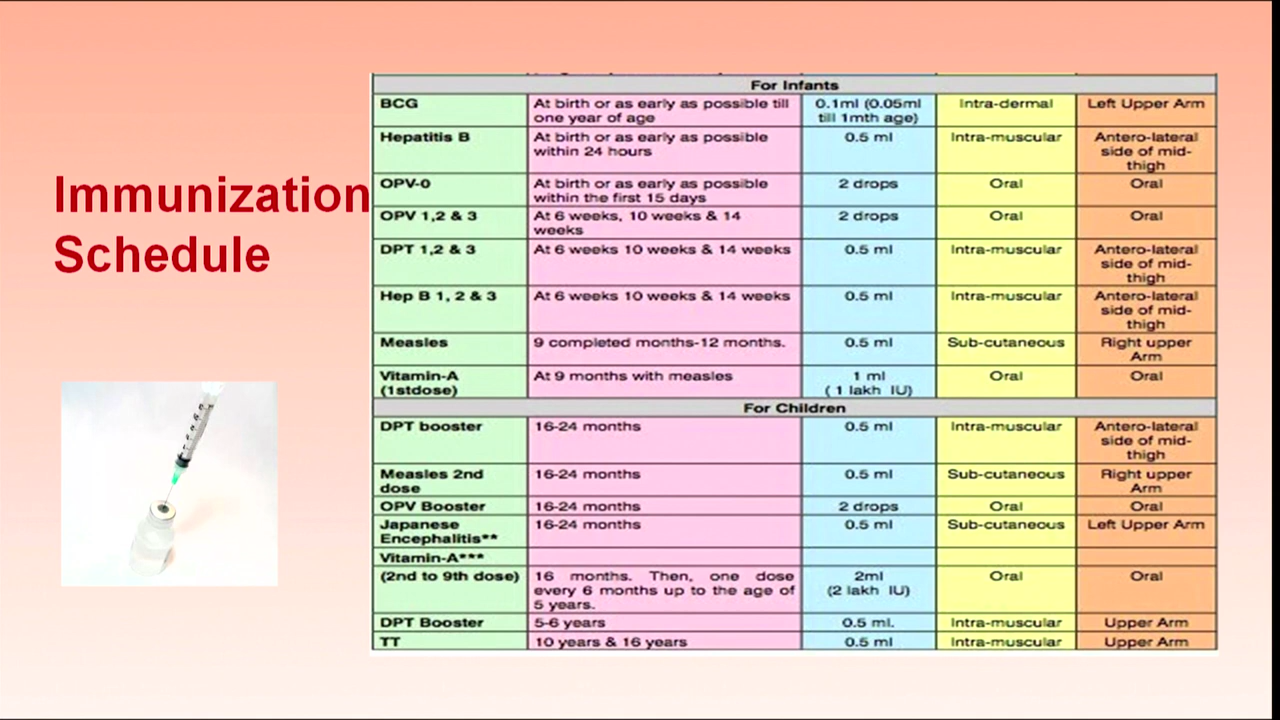 Immunization
Schedule
For Infants
BCG At birth or as early as possible till 0.1ml (0.05ml Intra-dermal Left Upper Arm
one year of age till 1mth age)
Hepatitis B At birth or as early as possible 0.5 ml Intra-muscular Antero-lateral
within 24 hours side of mid-
thigh
OPV-0 At birth or as early as possible 2 drops Oral Oral
within the first 15 days
OPV 1,2 & 3 At 6 weeks, 10 weeks & 14 2 drops Oral Oral
weeks
DPT 1,2 & 3 At 6 weeks 10 weeks & 14 weeks 0.5 ml Intra-muscular Antero-lateral
side of mid-
thigh
Hep B 1, 2 & 3 At 6 weeks 10 weeks & 14 weeks 0.5 ml Intra-muscular Antero-lateral
side of mid-
thigh
Measles 9 completed months-12 months. 0.5 ml Sub-cutaneous Right upper
Arm
Vitamin-A At 9 months with measles 1 ml Oral Oral
(1stdose) ( 1 lakh IU)
For Children
DPT booster 16-24 months 0.5 ml Intra-muscular Antero-lateral
side of mid-
thigh
Measles 2nd 16-24 months 0.5 ml Sub-cutaneous Right upper
dose Arm
OPV Booster 16-24 months 2 drops Oral Oral
Japanese 16-24 months 0.5 ml Sub-cutaneous Left Upper Arm
Encephalitis**
Vitamin-A***
(2nd to 9th dose) 16 months. Then, one dose 2ml Oral Oral
every 6 months up to the age of (2 lakh IU)
5 years.
DPT Booster 5-6 years 0.5 ml. Intra-muscular Upper Arm
TT 10 years & 16 years 0.5 ml Intra-muscular Upper Arm